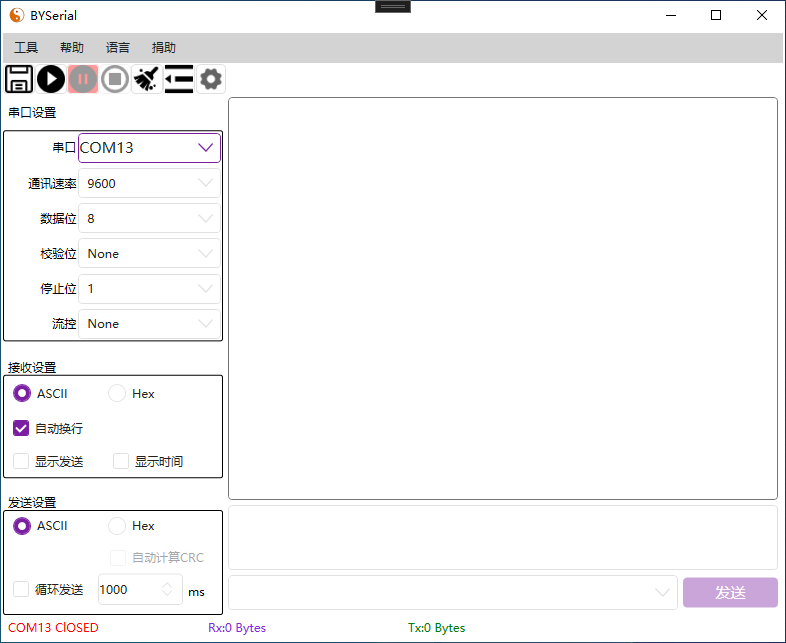 BYSerial
工具 帮助 语言 捐助
串口设置
串口 COM13
通讯速率 9600
数据位 8
校验位 None
停止位 1
流控 None
接收设置
ASCII Hex
自动换行
显示发送 显示时间
发送设置
ASCII Hex
自动计算CRC
循环发送 1000 ms
发送
COM13 ClOSED Rx:0 Bytes Tx:0 Bytes